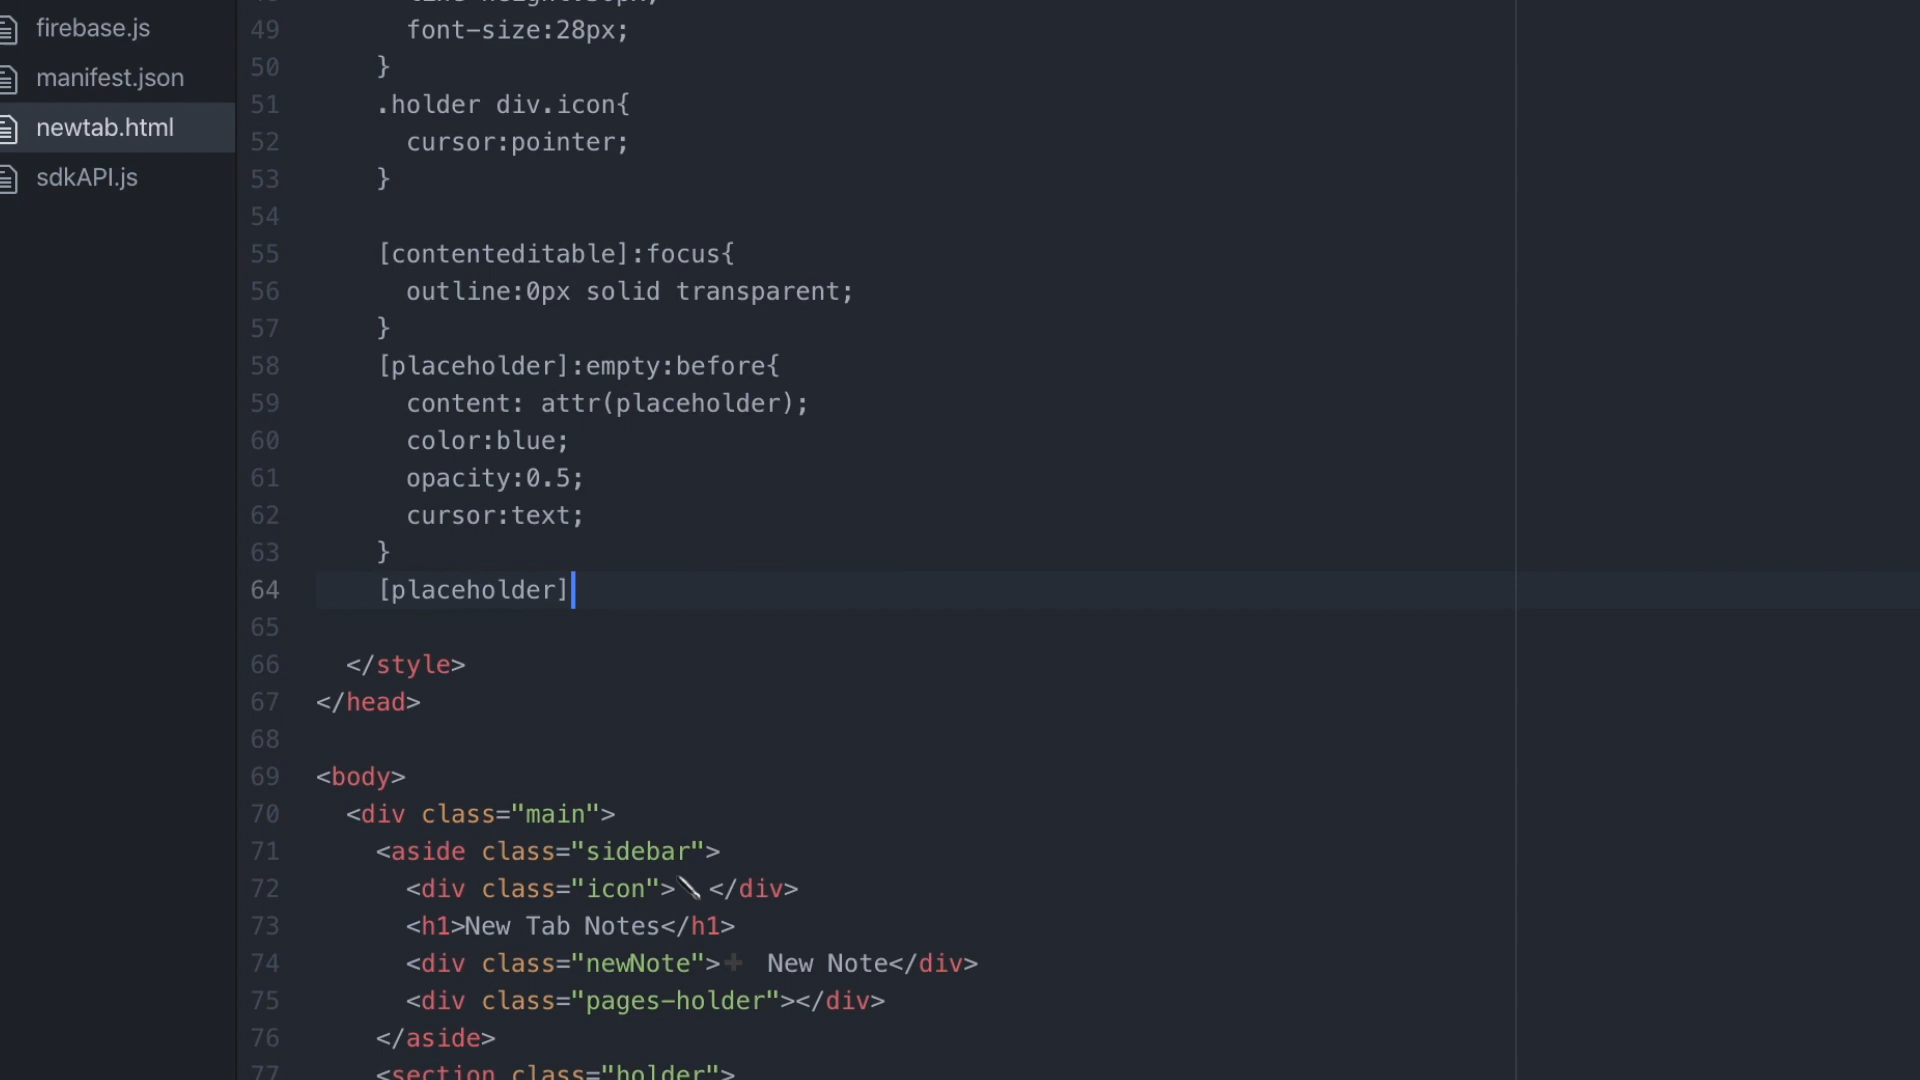 firebase.js
manifest.json
newtab.html
sdkAPI.js
49 font-size:28px;
50 }
51 .holder div.icon{
52 cursor:pointer;
53 }
54
55 [contenteditable]:focus{
56 outline:0px solid transparent;
57 }
58 [placeholder]:empty:before{
59 content: attr(placeholder);
60 color:blue;
61 opacity:0.5;
62 cursor:text;
63 }
64 [placeholder]
65
66 </style>
67 </head>
68
69 <body>
70 <div class="main">
71 <aside class="sidebar">
72 <div class="icon"></div>
73 <h1>New Tab Notes</h1>
74 <div class="newNote">➕ New Note</div>
75 <div class="pages-holder"></div>
76 </aside>
77 <section class="holder">